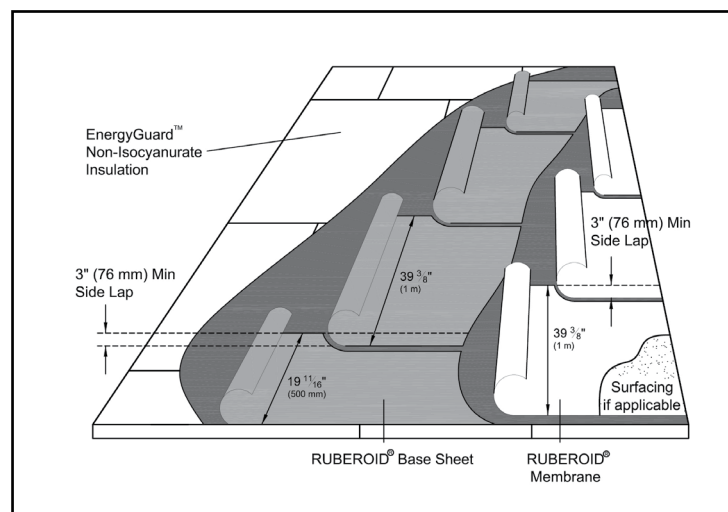 EnergyGuard™
Non-Isocyanurate
Insulation
3" (76 mm) Min
Side Lap
3" (76 mm) Min
Side Lap
39 3/8"
(1 m)
39 3/8"
(1 m)
19 11/16"
(500 mm)
Surfacing
if applicable
RUBEROID® Base Sheet
RUBEROID®
Membrane